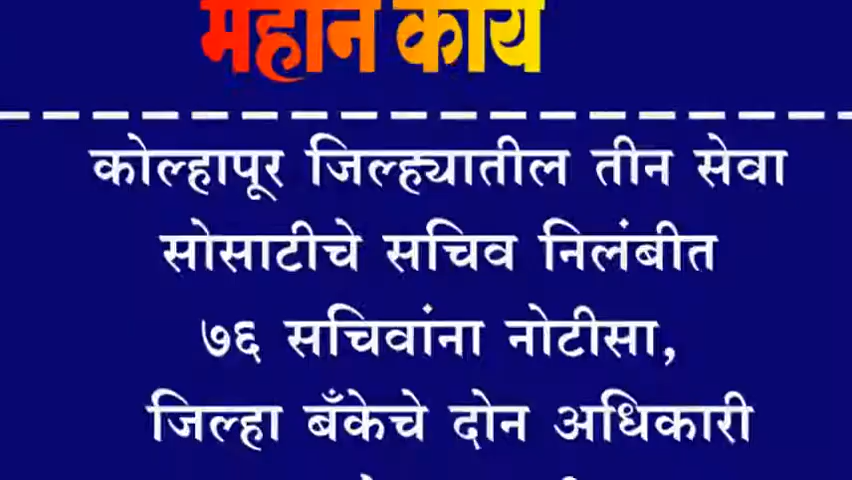 महान कार्य
कोल्हापूर जिल्ह्यातील तीन सेवा
सोसाटीचे सचिव निलंबीत
७६ सचिवांना नोटीसा,
जिल्हा बँकेचे दोन अधिकारी